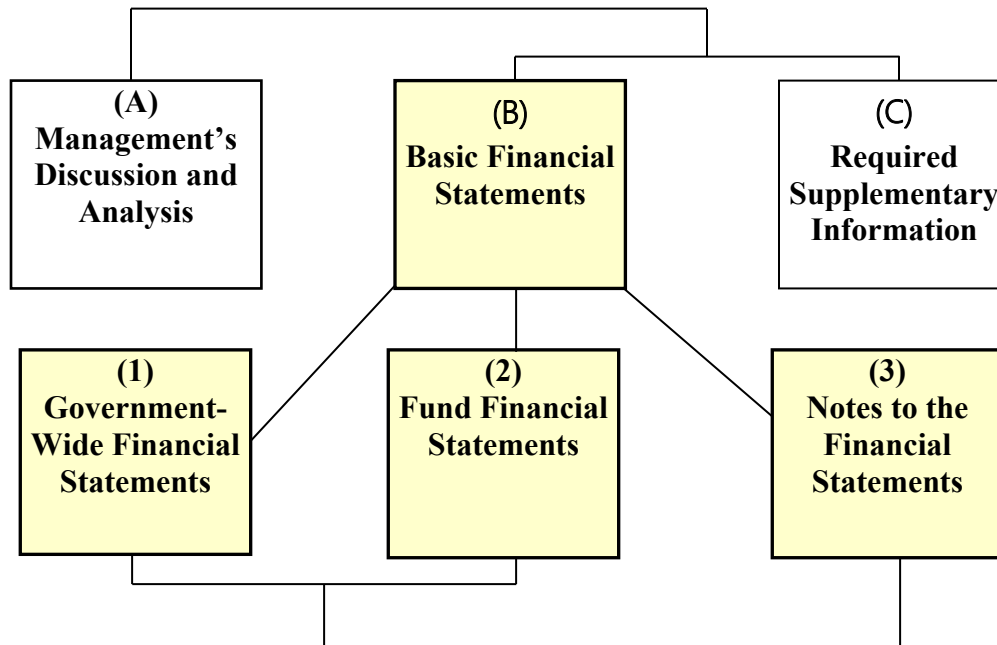 (A)
Management’s
Discussion and
Analysis
(B)
Basic Financial
Statements
(C)
Required
Supplementary
Information
(1)
Government-
Wide Financial
Statements
(2)
Fund Financial
Statements
(3)
Notes to the
Financial
Statements